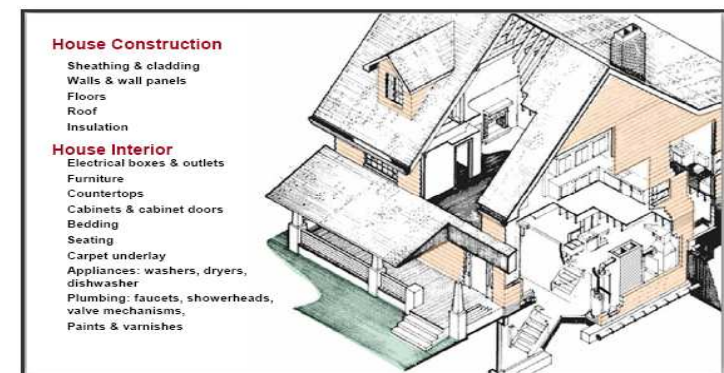 House Construction
Sheathing & cladding
Walls & wall panels
Floors
Roof
Insulation
House Interior
Electrical boxes & outlets
Furniture
Countertops
Cabinets & cabinet doors
Bedding
Seating
Carpet underlay
Appliances: washers, dryers,
dishwasher
Plumbing: faucets, showerheads,
valve mechanisms,
Paints & varnishes